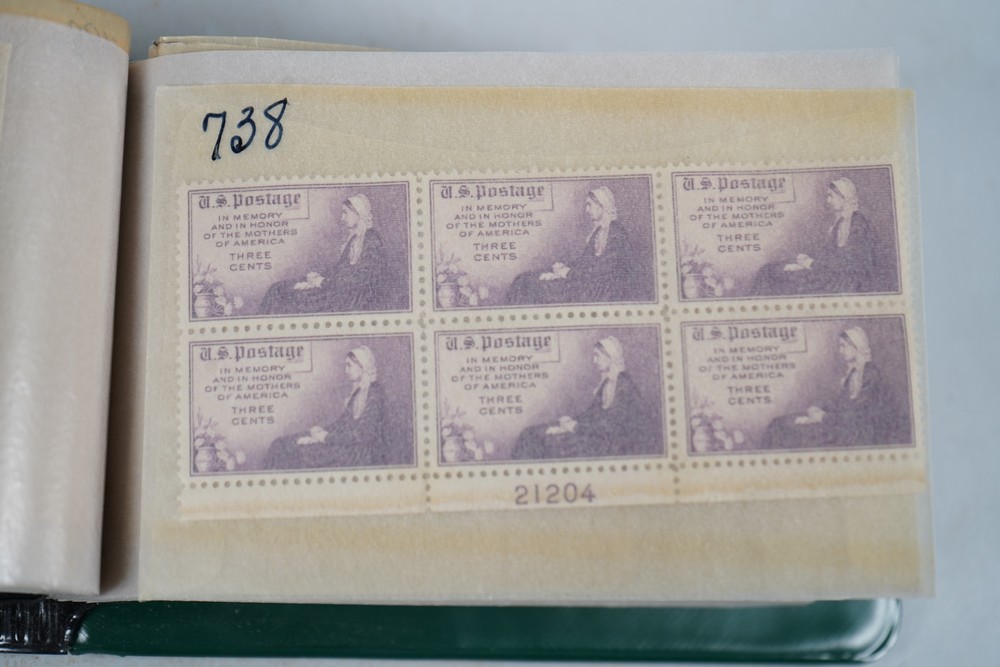 738
U.S. Postage
IN MEMORY
AND IN HONOR
OF THE MOTHERS
OF AMERICA
THREE
CENTS
U.S. Postage
IN MEMORY
AND IN HONOR
OF THE MOTHERS
OF AMERICA
THREE
CENTS
U.S. Postage
IN MEMORY
AND IN HONOR
OF THE MOTHERS
OF AMERICA
THREE
CENTS
U.S. Postage
IN MEMORY
AND IN HONOR
OF THE MOTHERS
OF AMERICA
THREE
CENTS
U.S. Postage
IN MEMORY
AND IN HONOR
OF THE MOTHERS
OF AMERICA
THREE
CENTS
U.S. Postage
IN MEMORY
AND IN HONOR
OF THE MOTHERS
OF AMERICA
THREE
CENTS
21204